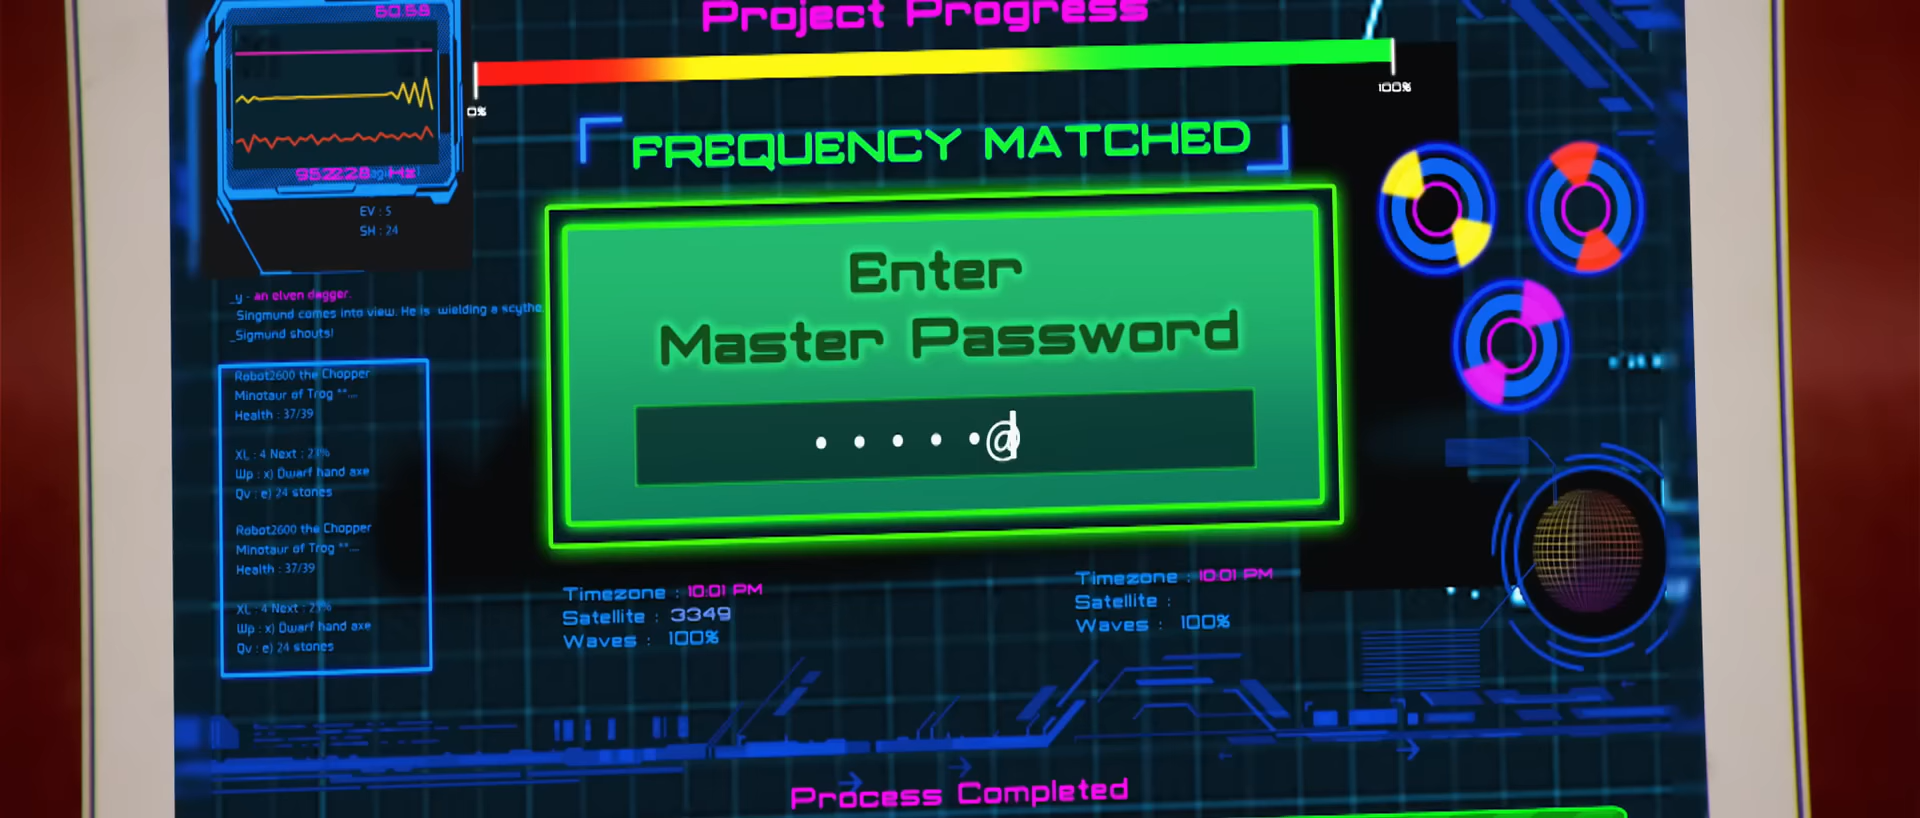 60.58
Project Progress
0%
100%
FREQUENCY MATCHED
EV : 5
SH : 24
Enter
Master Password
• • • • •@
_y - an elven dagger.
Singmund comes into view. He is wielding a scythe.
_Sigmund shouts!
Robot2600 the Chopper
Minotaur of Trog **....
Health : 37/39
XL : 4 Next : 23%
Wp : x) Dwarf hand axe
Qv : e) 24 stones
Robot2600 the Chopper
Minotaur of Trog **....
Health : 37/39
XL : 4 Next : 23%
Wp : x) Dwarf hand axe
Qv : e) 24 stones
Timezone : 10:01 PM
Satellite : 3349
Waves : 100%
Timezone : 10:01 PM
Satellite :
Waves : 100%
Process Completed